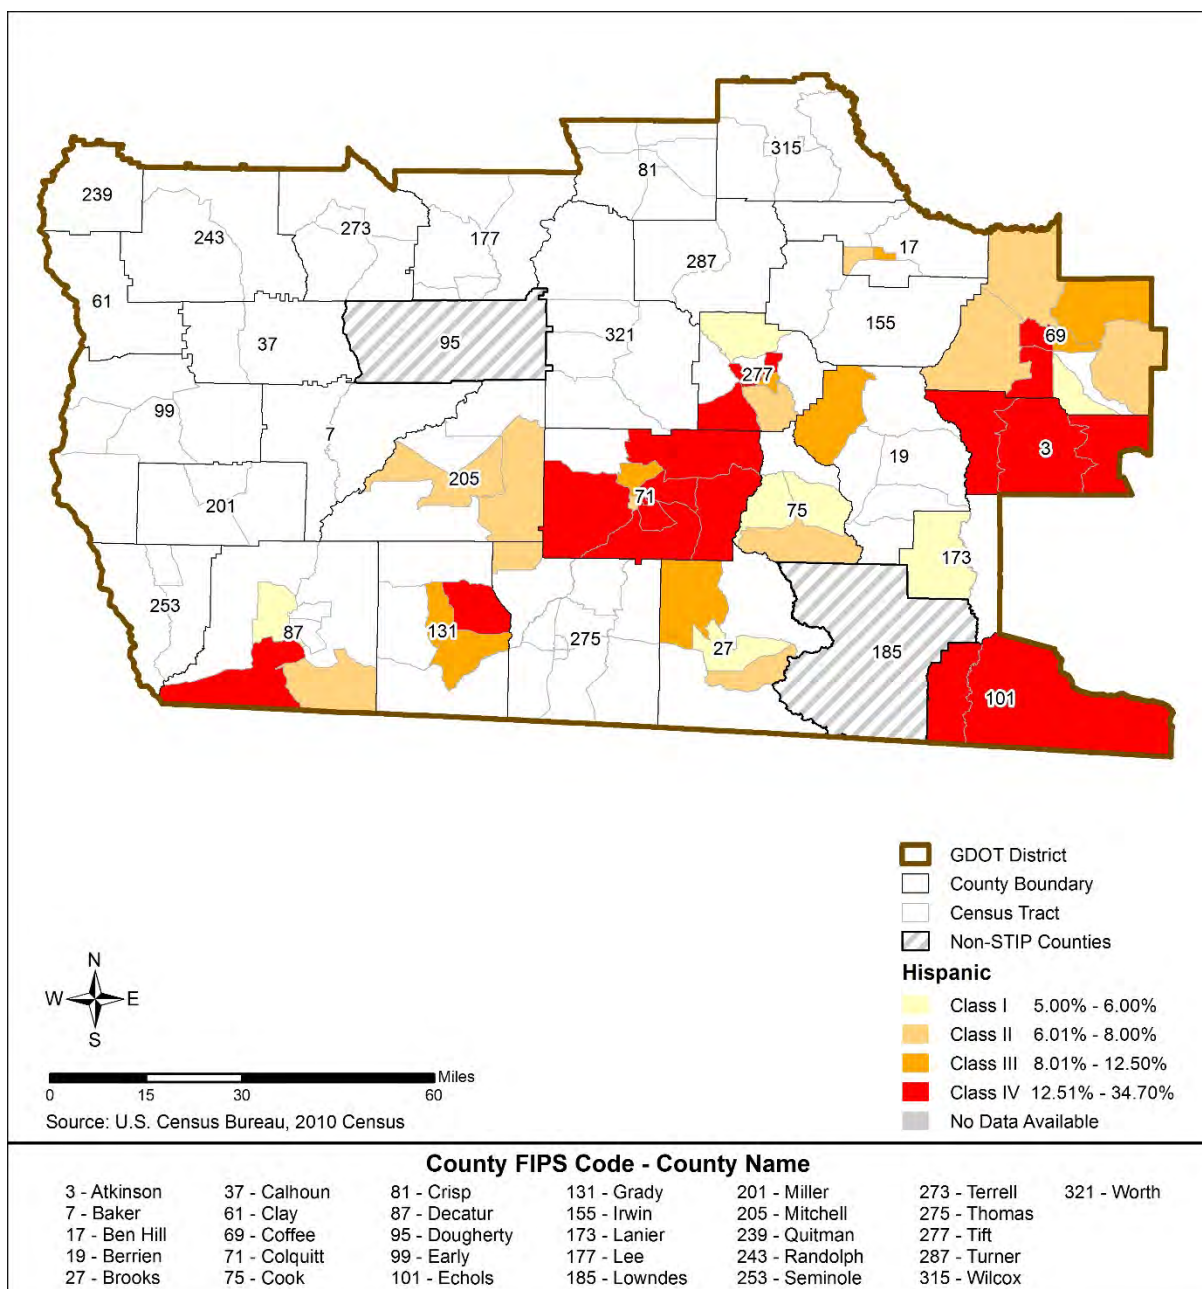 315
81
239
273
243
177
17
287
61
321
155
69
37
95
277
99
7
19
3
205
201
71
75
173
253
87
131
275
27
185
101
GDOT District
County Boundary
Census Tract
Non-STIP Counties
Hispanic
Class I 5.00% - 6.00%
Class II 6.01% - 8.00%
Class III 8.01% - 12.50%
Class IV 12.51% - 34.70%
No Data Available
N
W E
S
Miles
0 15 30 60
Source: U.S. Census Bureau, 2010 Census
County FIPS Code - County Name
3 - Atkinson 37 - Calhoun 81 - Crisp 131 - Grady 201 - Miller 273 - Terrell 321 - Worth
7 - Baker 61 - Clay 87 - Decatur 155 - Irwin 205 - Mitchell 275 - Thomas
17 - Ben Hill 69 - Coffee 95 - Dougherty 173 - Lanier 239 - Quitman 277 - Tift
19 - Berrien 71 - Colquitt 99 - Early 177 - Lee 243 - Randolph 287 - Turner
27 - Brooks 75 - Cook 101 - Echols 185 - Lowndes 253 - Seminole 315 - Wilcox